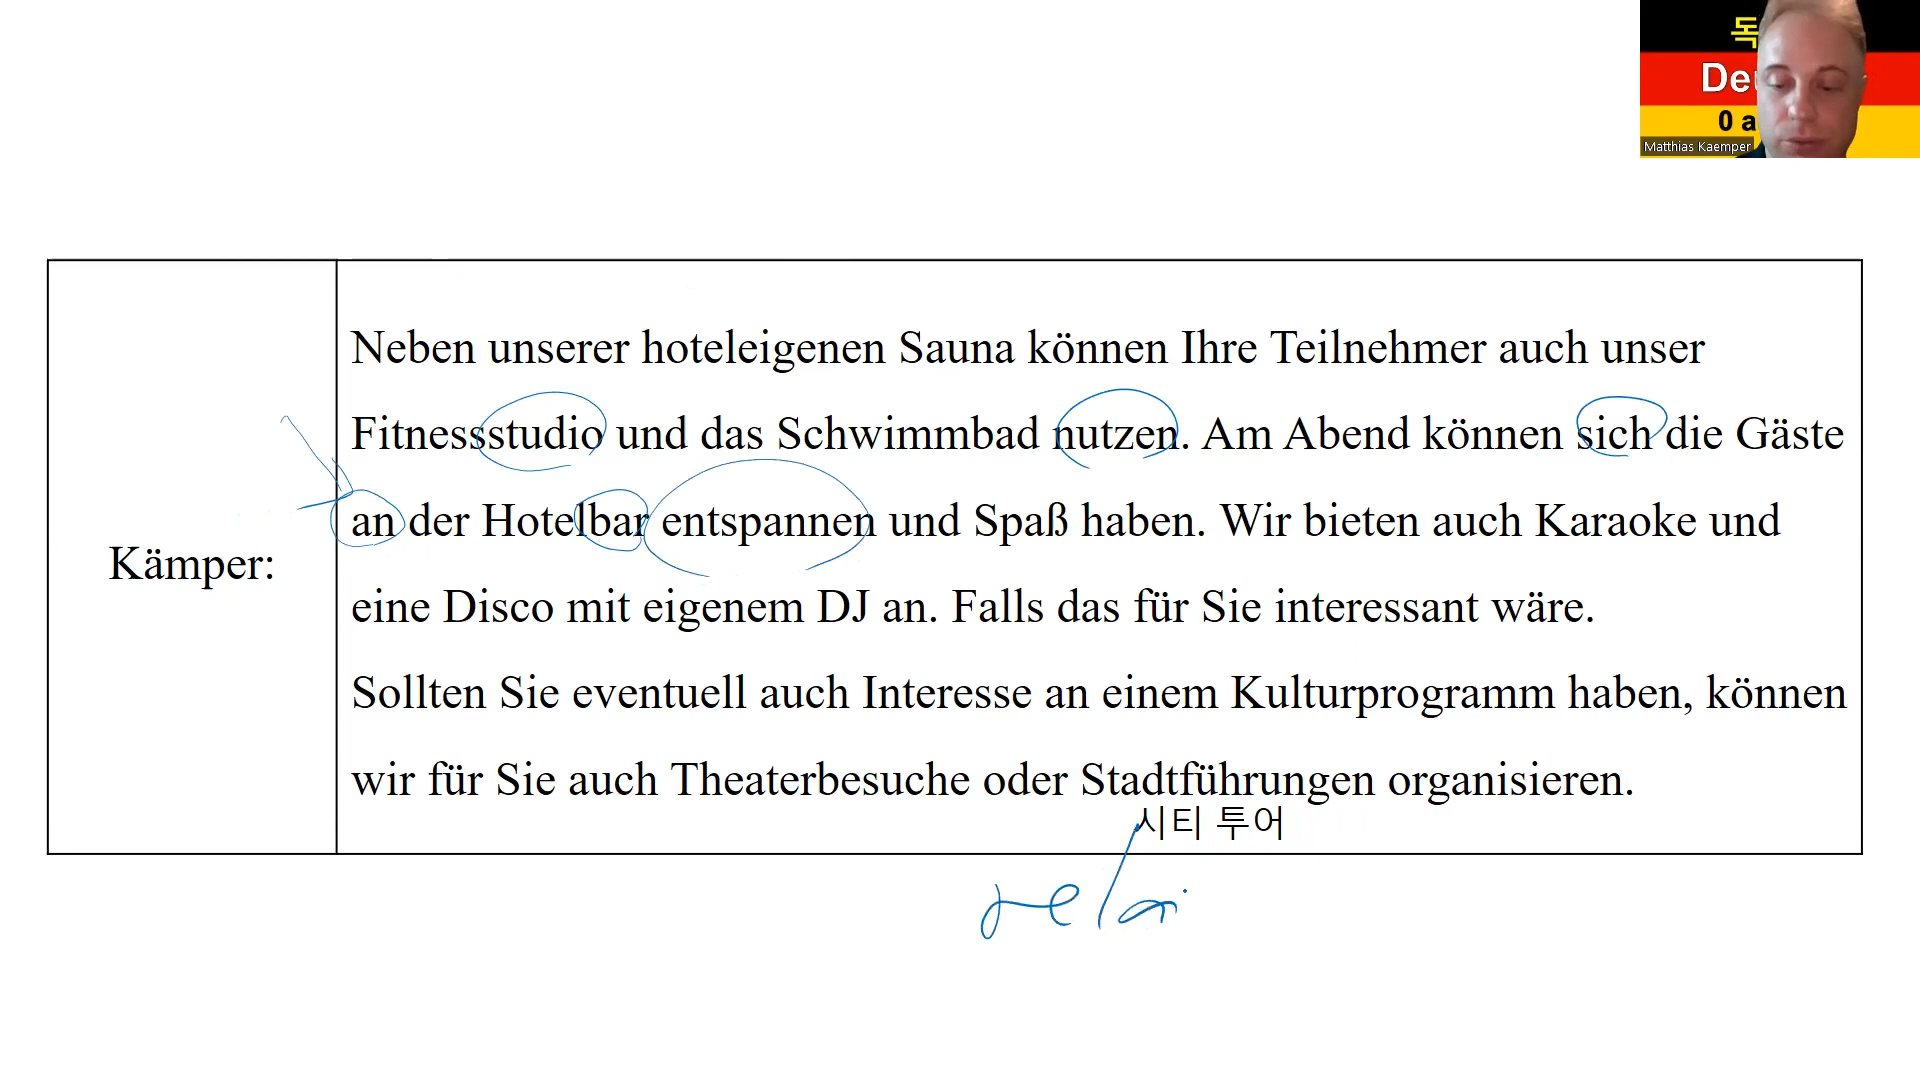 독
Deu
0 a
Matthias Kaemper
Kämper:
Neben unserer hoteleigenen Sauna können Ihre Teilnehmer auch unser
Fitnessstudio und das Schwimmbad nutzen. Am Abend können sich die Gäste
an der Hotelbar entspannen und Spaß haben. Wir bieten auch Karaoke und
eine Disco mit eigenem DJ an. Falls das für Sie interessant wäre.
Sollten Sie eventuell auch Interesse an einem Kulturprogramm haben, können
wir für Sie auch Theaterbesuche oder Stadtführungen organisieren.
시티 투어